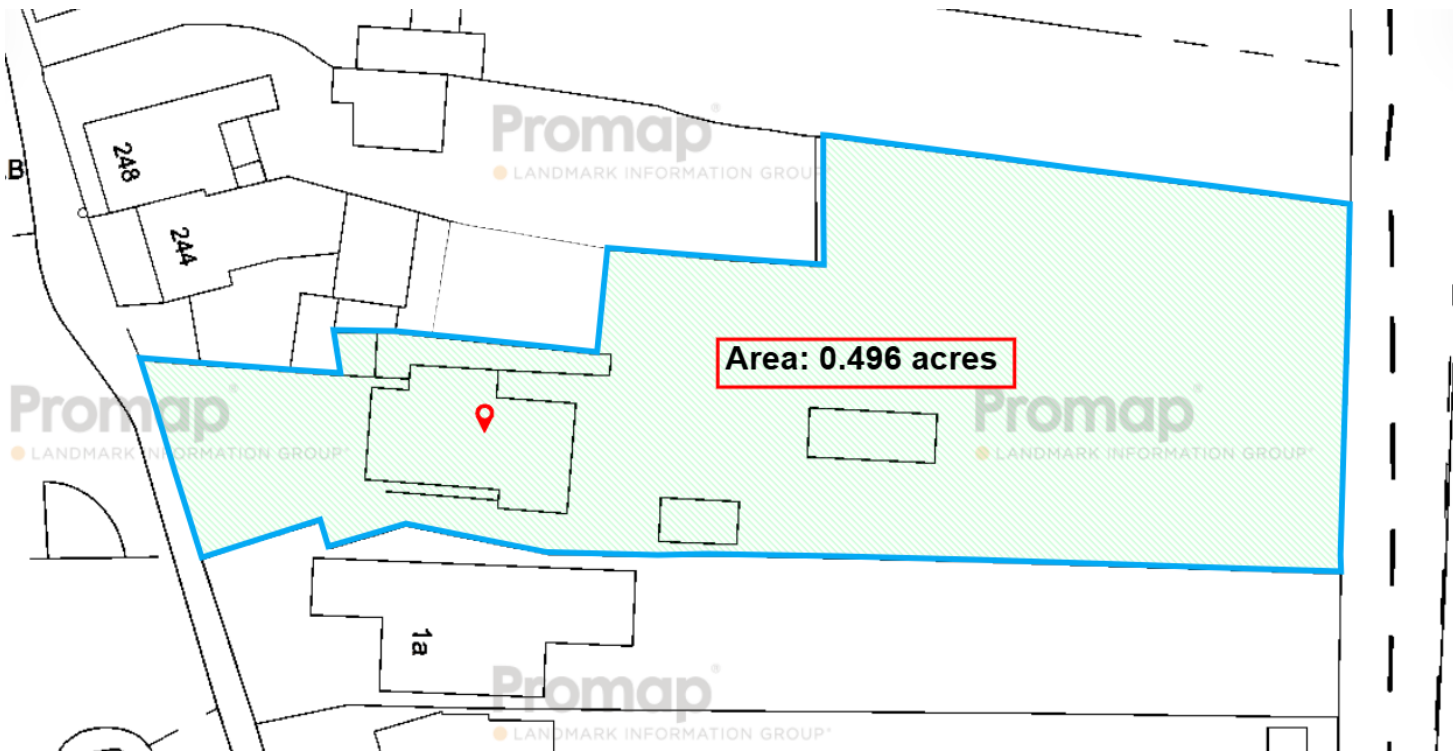 Promap®
LANDMARK INFORMATION GROUP®
248
B
244
Area: 0.496 acres
Promap®
LANDMARK INFORMATION GROUP®
Promap®
LANDMARK INFORMATION GROUP®
1a
Promap®
LANDMARK INFORMATION GROUP®